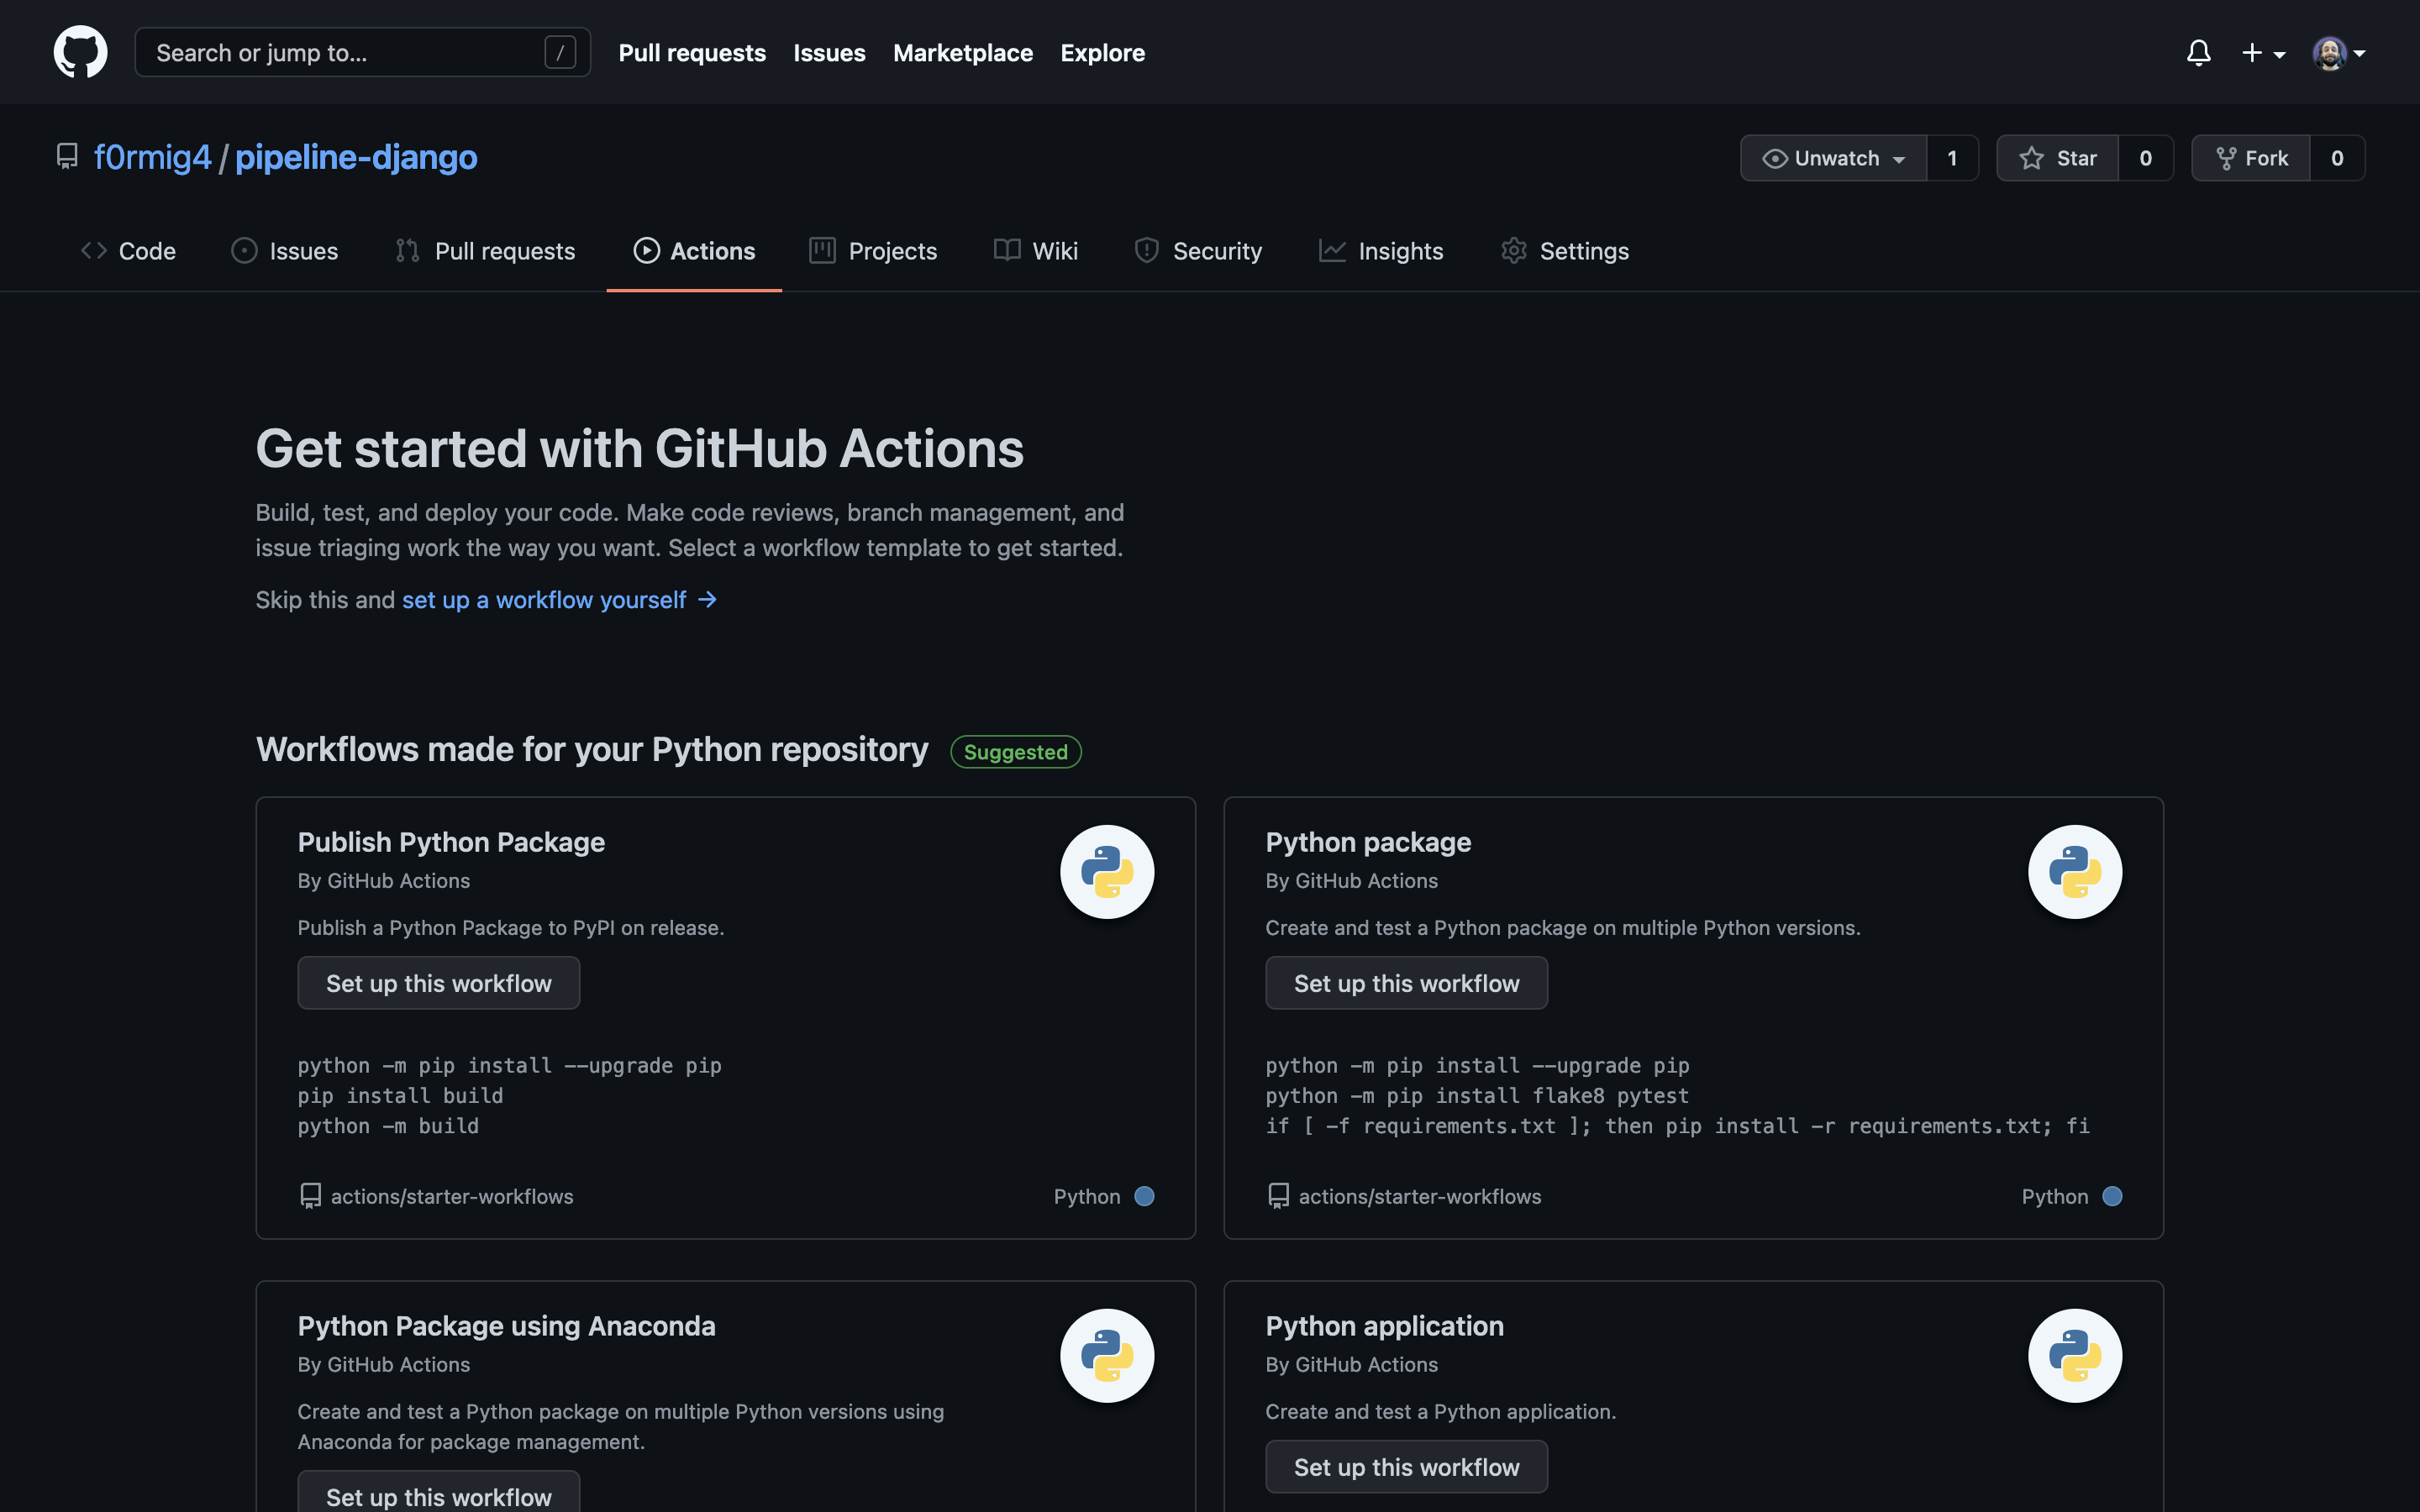 Search or jump to... /
Pull requests Issues Marketplace Explore
f0rmig4 / pipeline-django
Unwatch 1 Star 0 Fork 0
Code Issues Pull requests Actions Projects Wiki Security Insights Settings
Get started with GitHub Actions
Build, test, and deploy your code. Make code reviews, branch management, and
issue triaging work the way you want. Select a workflow template to get started.
Skip this and set up a workflow yourself →
Workflows made for your Python repository Suggested
Publish Python Package
By GitHub Actions
Publish a Python Package to PyPI on release.
Set up this workflow
python -m pip install --upgrade pip
pip install build
python -m build
actions/starter-workflows Python
Python package
By GitHub Actions
Create and test a Python package on multiple Python versions.
Set up this workflow
python -m pip install --upgrade pip
python -m pip install flake8 pytest
if [ -f requirements.txt ]; then pip install -r requirements.txt; fi
actions/starter-workflows Python
Python Package using Anaconda
By GitHub Actions
Create and test a Python package on multiple Python versions using
Anaconda for package management.
Set up this workflow
Python application
By GitHub Actions
Create and test a Python application.
Set up this workflow